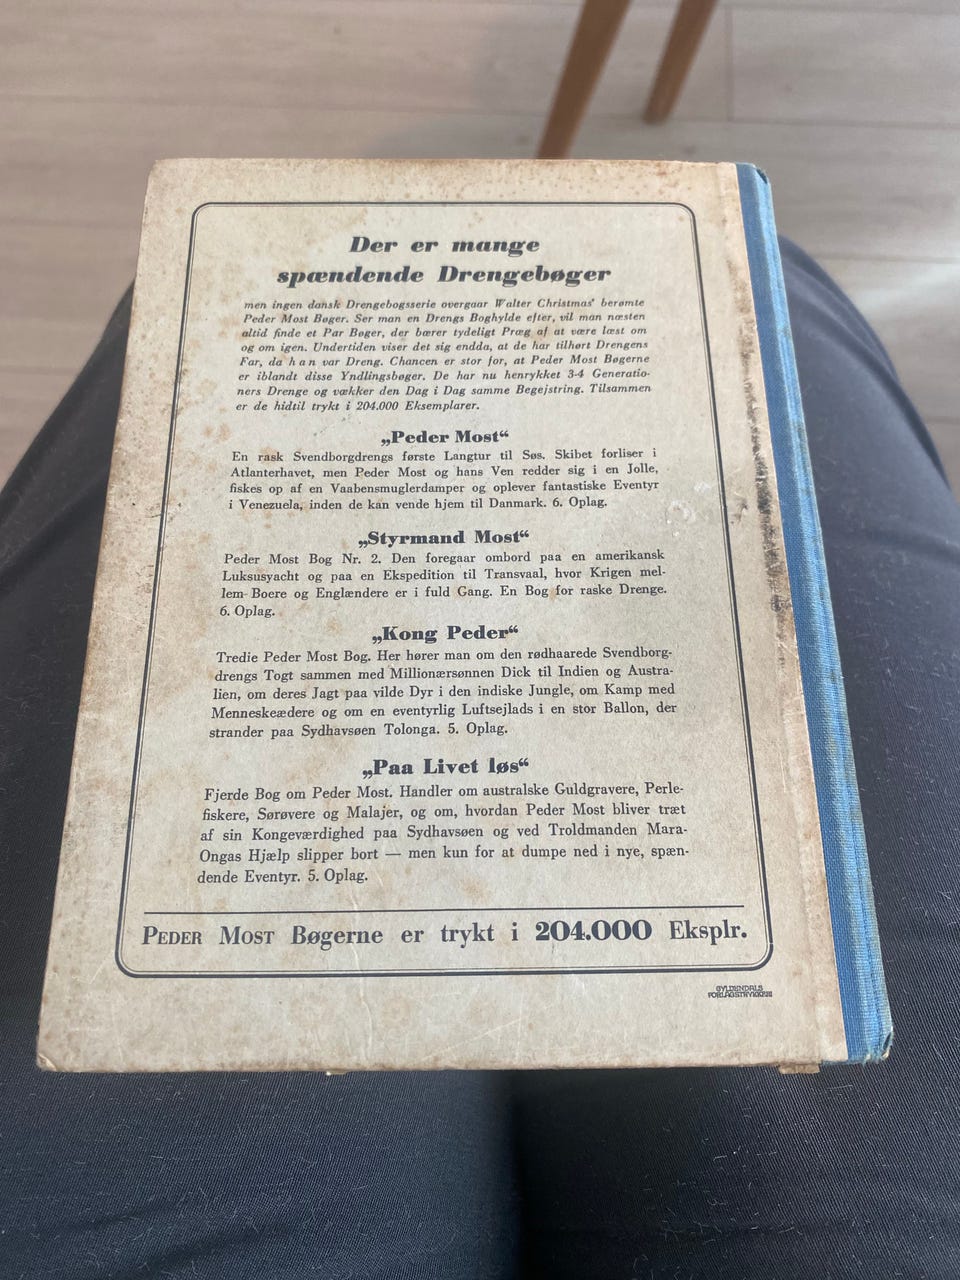 Der er mange
spændende Drengebøger
men ingen dansk Drengebogsserie overgaar Walter Christmas' berømte
Peder Most Bøger. Ser man en Drengs Boghylde efter, vil man næsten
altid finde et Par Bøger, der bærer tydeligt Præg af at være læst om
og om igen. Undertiden viser det sig endda, at de har tilhørt Drengens
Far, da han var Dreng. Chancen er stor for, at Peder Most Bøgerne
er iblandt disse Yndlingsbøger. De har nu henrykket 3-4 Generatio-
ners Drenge og vækker den Dag i Dag samme Begejstring. Tilsammen
er de hidtil trykt i 204.000 Eksemplarer.
„Peder Most“
En rask Svendborgdrengs første Langtur til Søs. Skibet forliser i
Atlanterhavet, men Peder Most og hans Ven redder sig i en Jolle,
fiskes op af en Vaabensmuglerdamper og oplever fantastiske Eventyr
i Venezuela, inden de kan vende hjem til Danmark. 6. Oplag.
„Styrmand Most“
Peder Most Bog Nr. 2. Den foregaar ombord paa en amerikansk
Luksusyacht og paa en Ekspedition til Transvaal, hvor Krigen mel-
lem Boere og Englændere er i fuld Gang. En Bog for raske Drenge.
6. Oplag.
„Kong Peder“
Tredie Peder Most Bog. Her hører man om den rødhaarede Svendborg-
drengs Togt sammen med Millionærsønnen Dick til Indien og Austra-
lien, om deres Jagt paa vilde Dyr i den indiske Jungle, om Kamp med
Menneskeædere og om en eventyrlig Luftsejlads i en stor Ballon, der
strander paa Sydhavsøen Tolonga. 5. Oplag.
„Paa Livet løs“
Fjerde Bog om Peder Most. Handler om australske Guldgravere, Perle-
fiskere, Sørøvere og Malajer, og om, hvordan Peder Most bliver træt
af sin Kongeværdighed paa Sydhavsøen og ved Troldmanden Mara-
Ongas Hjælp slipper bort — men kun for at dumpe ned i nye, spæn-
dende Eventyr. 5. Oplag.
PEDER MOST Bøgerne er trykt i 204.000 Eksplr.
GYLDENDALS
FORLAGSTRYKKERI